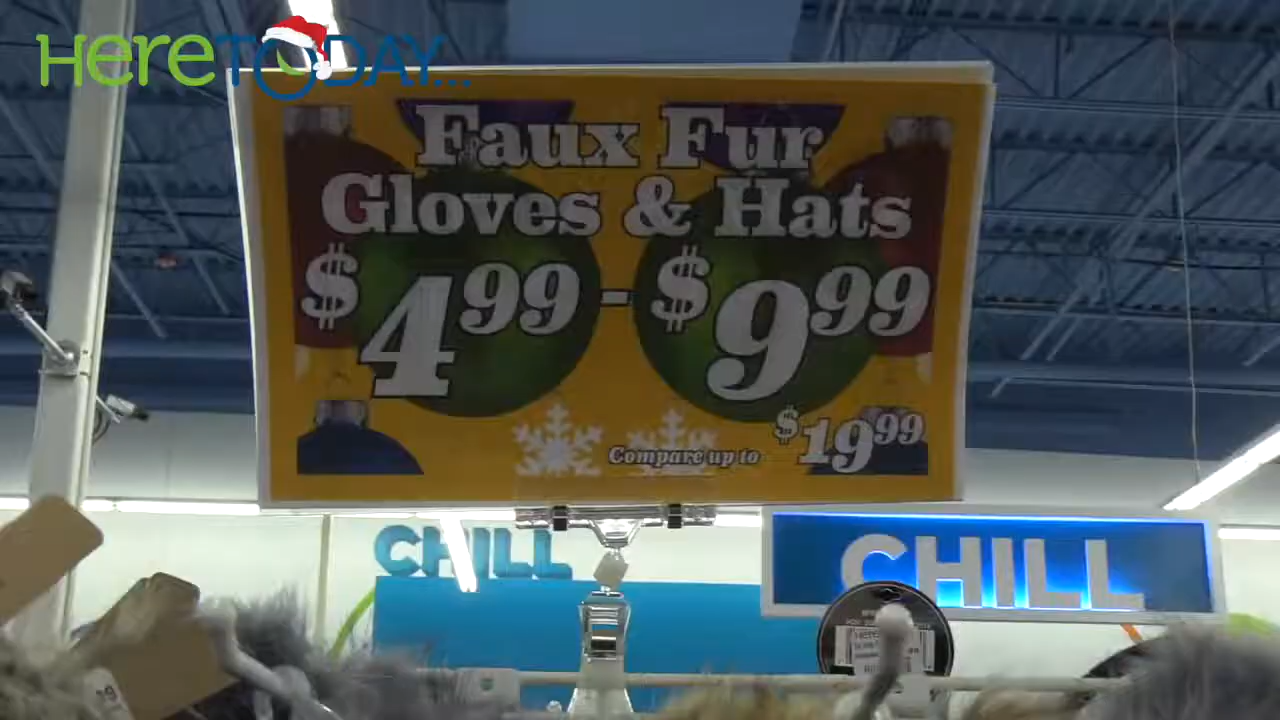 HereToday...
Faux Fur
Gloves & Hats
$4.99 - $9.99
Compare up to $19.99
CHILL
CHILL